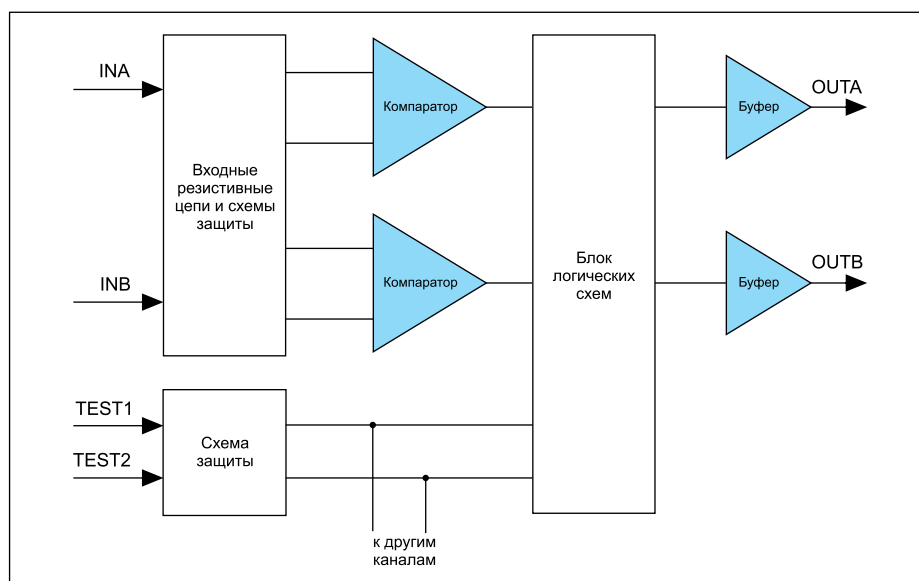 INA
INB
Входные
резистивные
цепи и схемы
защиты
Компаратор
Компаратор
Блок
логических
схем
Буфер
OUTA
Буфер
OUTB
TEST1
TEST2
Схема
защиты
к другим
каналам